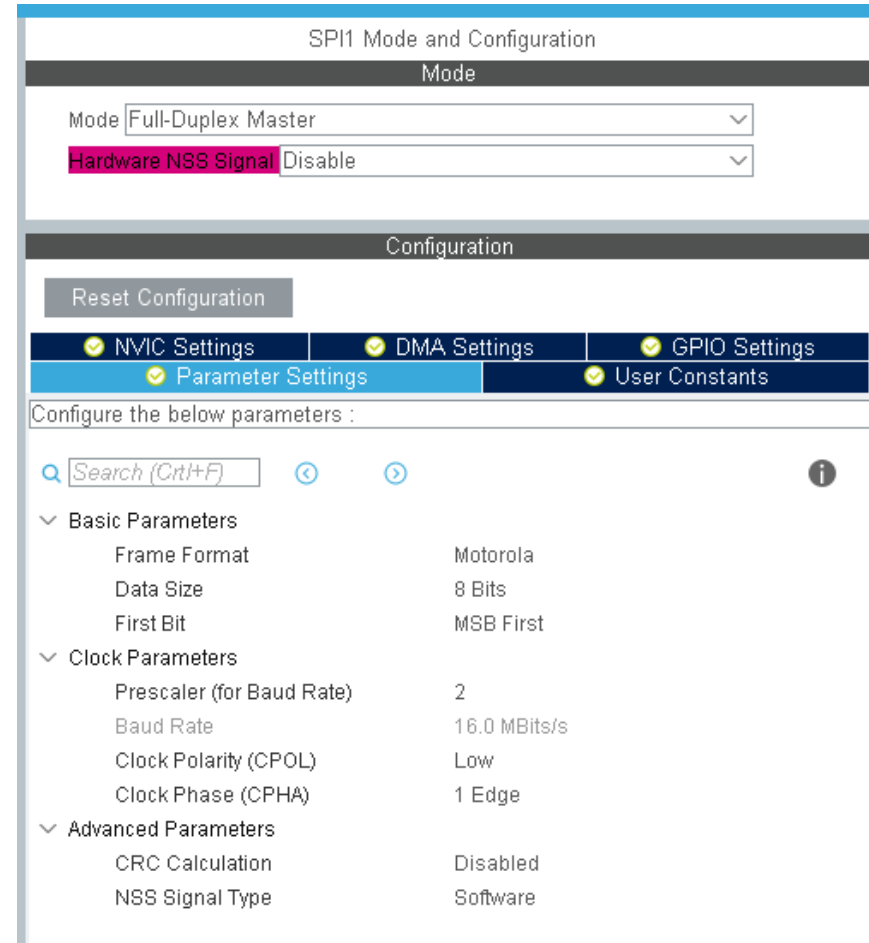 SPI1 Mode and Configuration
Mode
Mode Full-Duplex Master
Hardware NSS Signal Disable
Configuration
Reset Configuration
NVIC Settings DMA Settings GPIO Settings
Parameter Settings User Constants
Configure the below parameters :
Search (Crtl+F)
Basic Parameters
Frame Format Motorola
Data Size 8 Bits
First Bit MSB First
Clock Parameters
Prescaler (for Baud Rate) 2
Baud Rate 16.0 MBits/s
Clock Polarity (CPOL) Low
Clock Phase (CPHA) 1 Edge
Advanced Parameters
CRC Calculation Disabled
NSS Signal Type Software